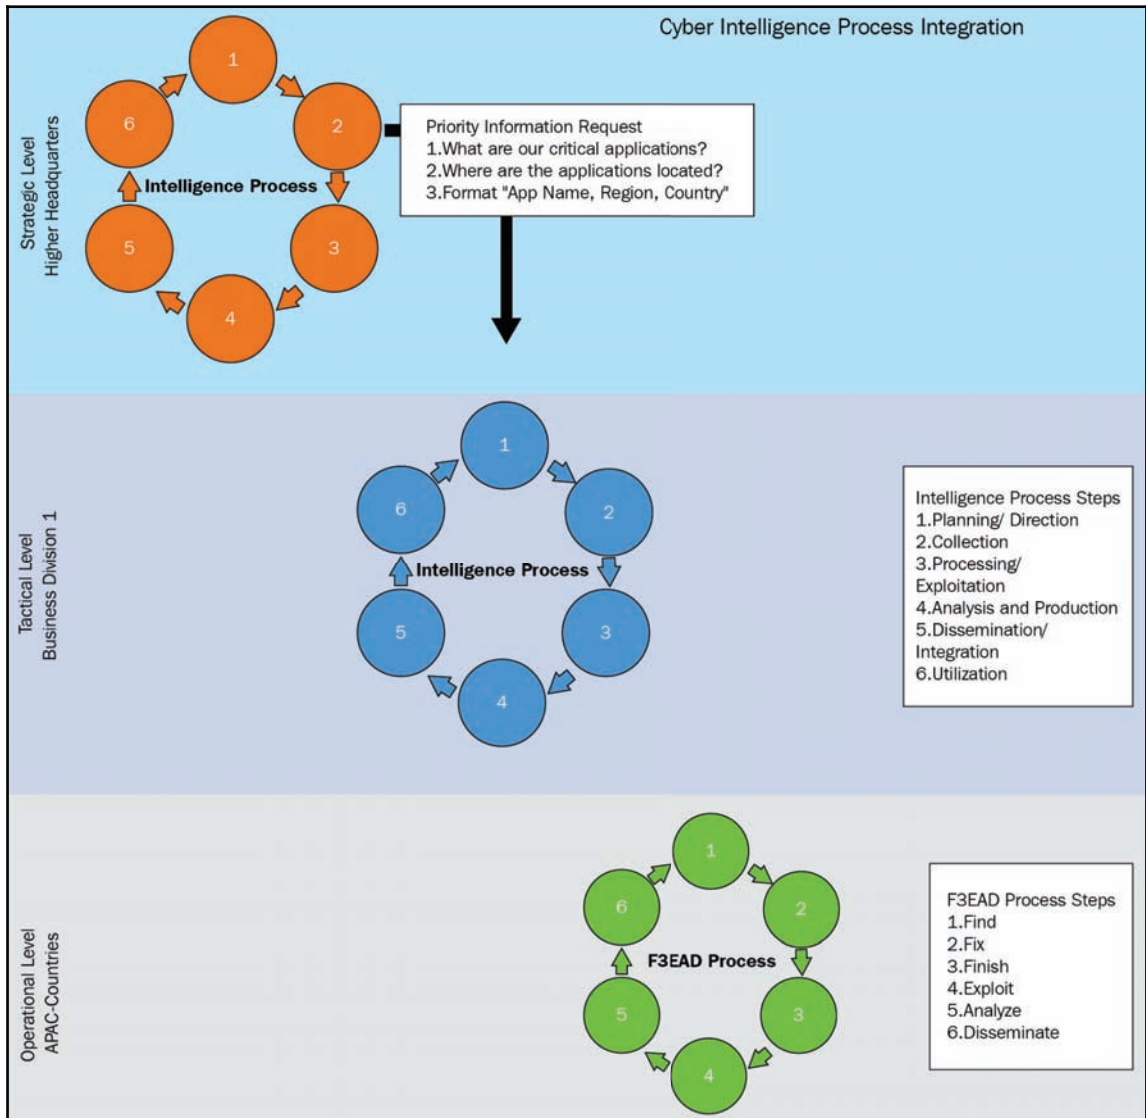 Cyber Intelligence Process Integration
Strategic Level
Higher Headquarters
1
2
3
4
5
6
Intelligence Process
Priority Information Request
1.What are our critical applications?
2.Where are the applications located?
3.Format "App Name, Region, Country"
Tactical Level
Business Division 1
1
2
3
4
5
6
Intelligence Process
Intelligence Process Steps
1.Planning/ Direction
2.Collection
3.Processing/
Exploitation
4.Analysis and Production
5.Dissemination/
Integration
6.Utilization
Operational Level
APAC-Countries
1
2
3
4
5
6
F3EAD Process
F3EAD Process Steps
1.Find
2.Fix
3.Finish
4.Exploit
5.Analyze
6.Disseminate